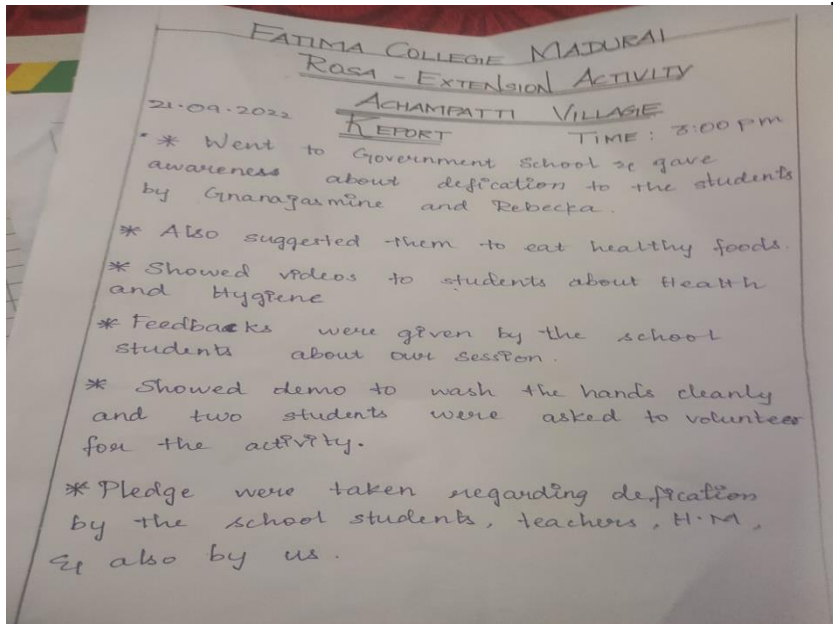 FATIMA COLLEGE MADURAI
ROSA - EXTENSION ACTIVITY
ACHAMPATTI VILLAGE
21.09.2022 REPORT TIME: 3:00 pm
* Went to Government School & gave
awareness about defication to the students
by Gnanajasmine and Rebecka.
* Also suggested them to eat healthy foods.
* Showed videos to students about Health
and Hygiene
* Feedbacks were given by the school
students about our session.
* Showed demo to wash the hands cleanly
and two students were asked to volunteer
for the activity.
* Pledge were taken regarding defication
by the school students, teachers, H.M,
& also by us.